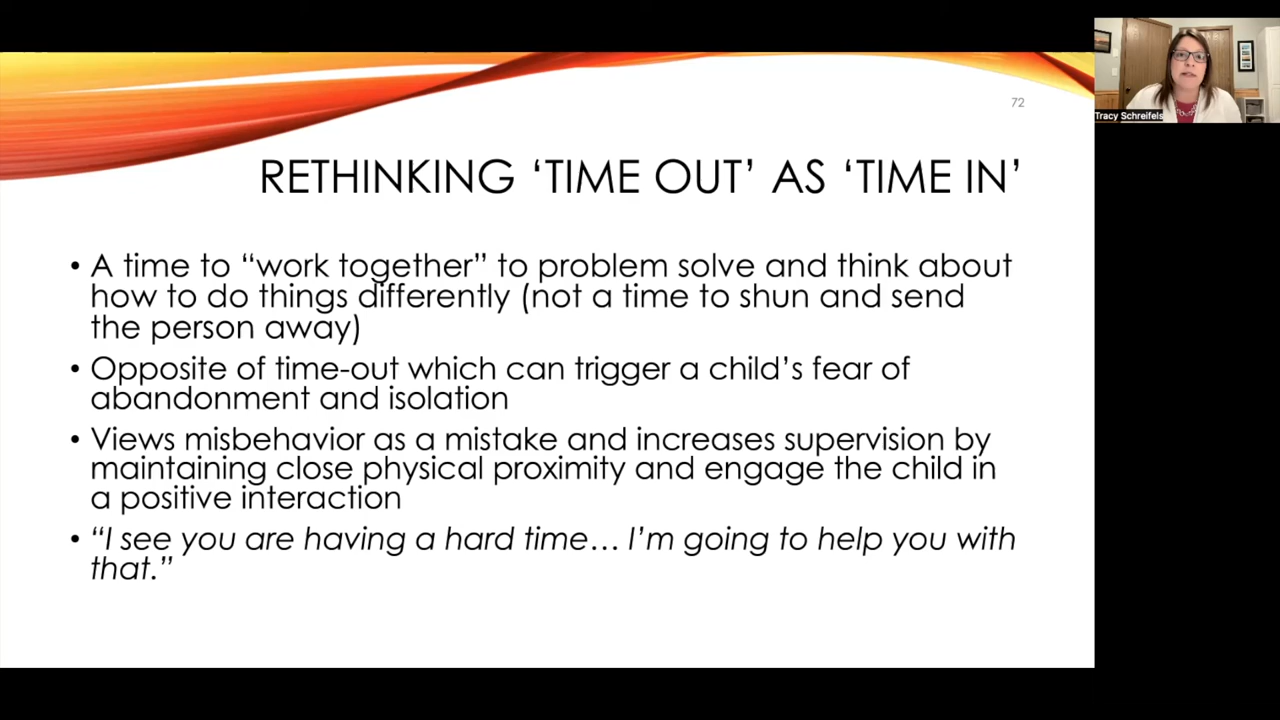 Tracy Schreifels
72
RETHINKING ‘TIME OUT’ AS ‘TIME IN’
• A time to “work together” to problem solve and think about
how to do things differently (not a time to shun and send
the person away)
• Opposite of time-out which can trigger a child’s fear of
abandonment and isolation
• Views misbehavior as a mistake and increases supervision by
maintaining close physical proximity and engage the child in
a positive interaction
• “I see you are having a hard time… I’m going to help you with
that.”